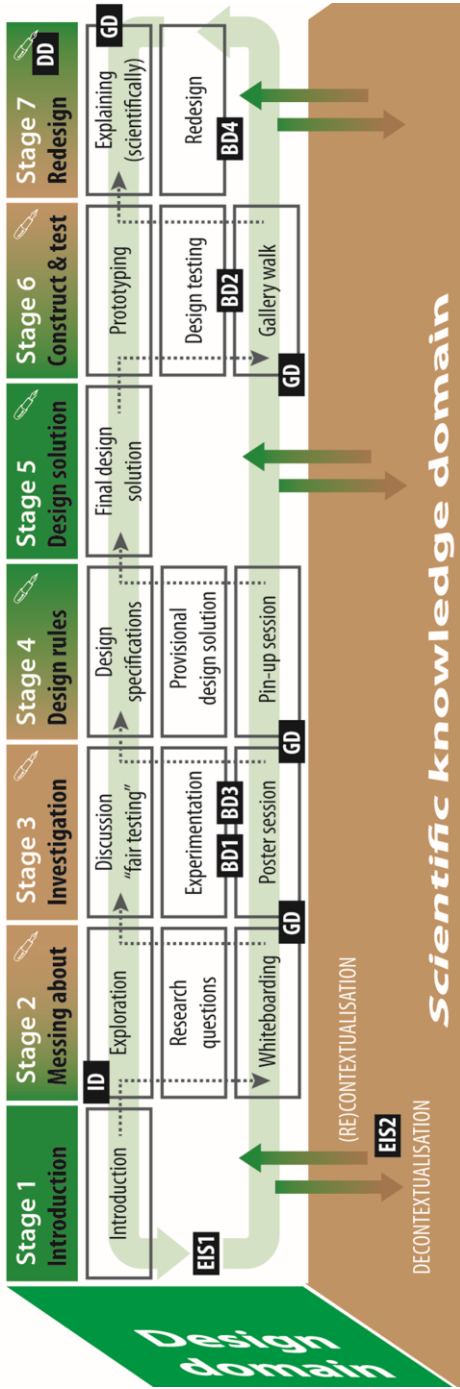 Stage 1
Introduction
Stage 2
Messing about
Stage 3
Investigation
Stage 4
Design rules
Stage 5
Design solution
Stage 6
Construct & test
Stage 7
Redesign
DD
Introduction
EIS1
ID
Exploration
Research
questions
Whiteboarding
GD
Discussion
"fair testing"
Experimentation
BD1
BD3
Poster session
GD
Design
specifications
Provisional
design solution
Pin-up session
Final design
solution
Prototyping
Design testing
BD2
Gallery walk
GD
GD
Explaining
(scientifically)
Redesign
BD4
Design
domain
(RE)CONTEXTUALISATION
EIS2
DECONTEXTUALISATION
Scientific knowledge domain